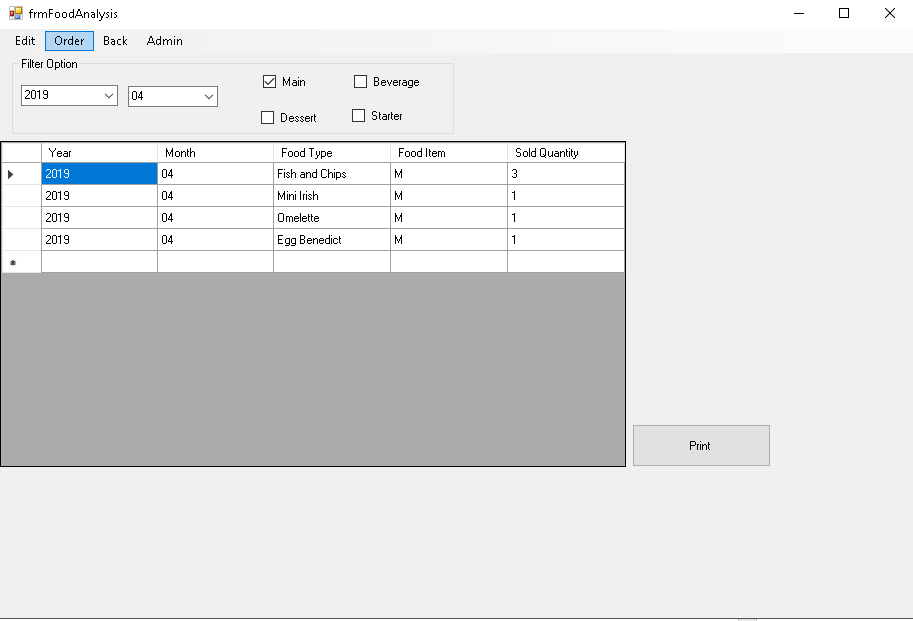 frmFoodAnalysis
Edit Order Back Admin
Filter Option
2019 04 Main Beverage
Dessert Starter
Year Month Food Type Food Item Sold Quantity
2019 04 Fish and Chips M 3
2019 04 Mini Irish M 1
2019 04 Omelette M 1
2019 04 Egg Benedict M 1
Print